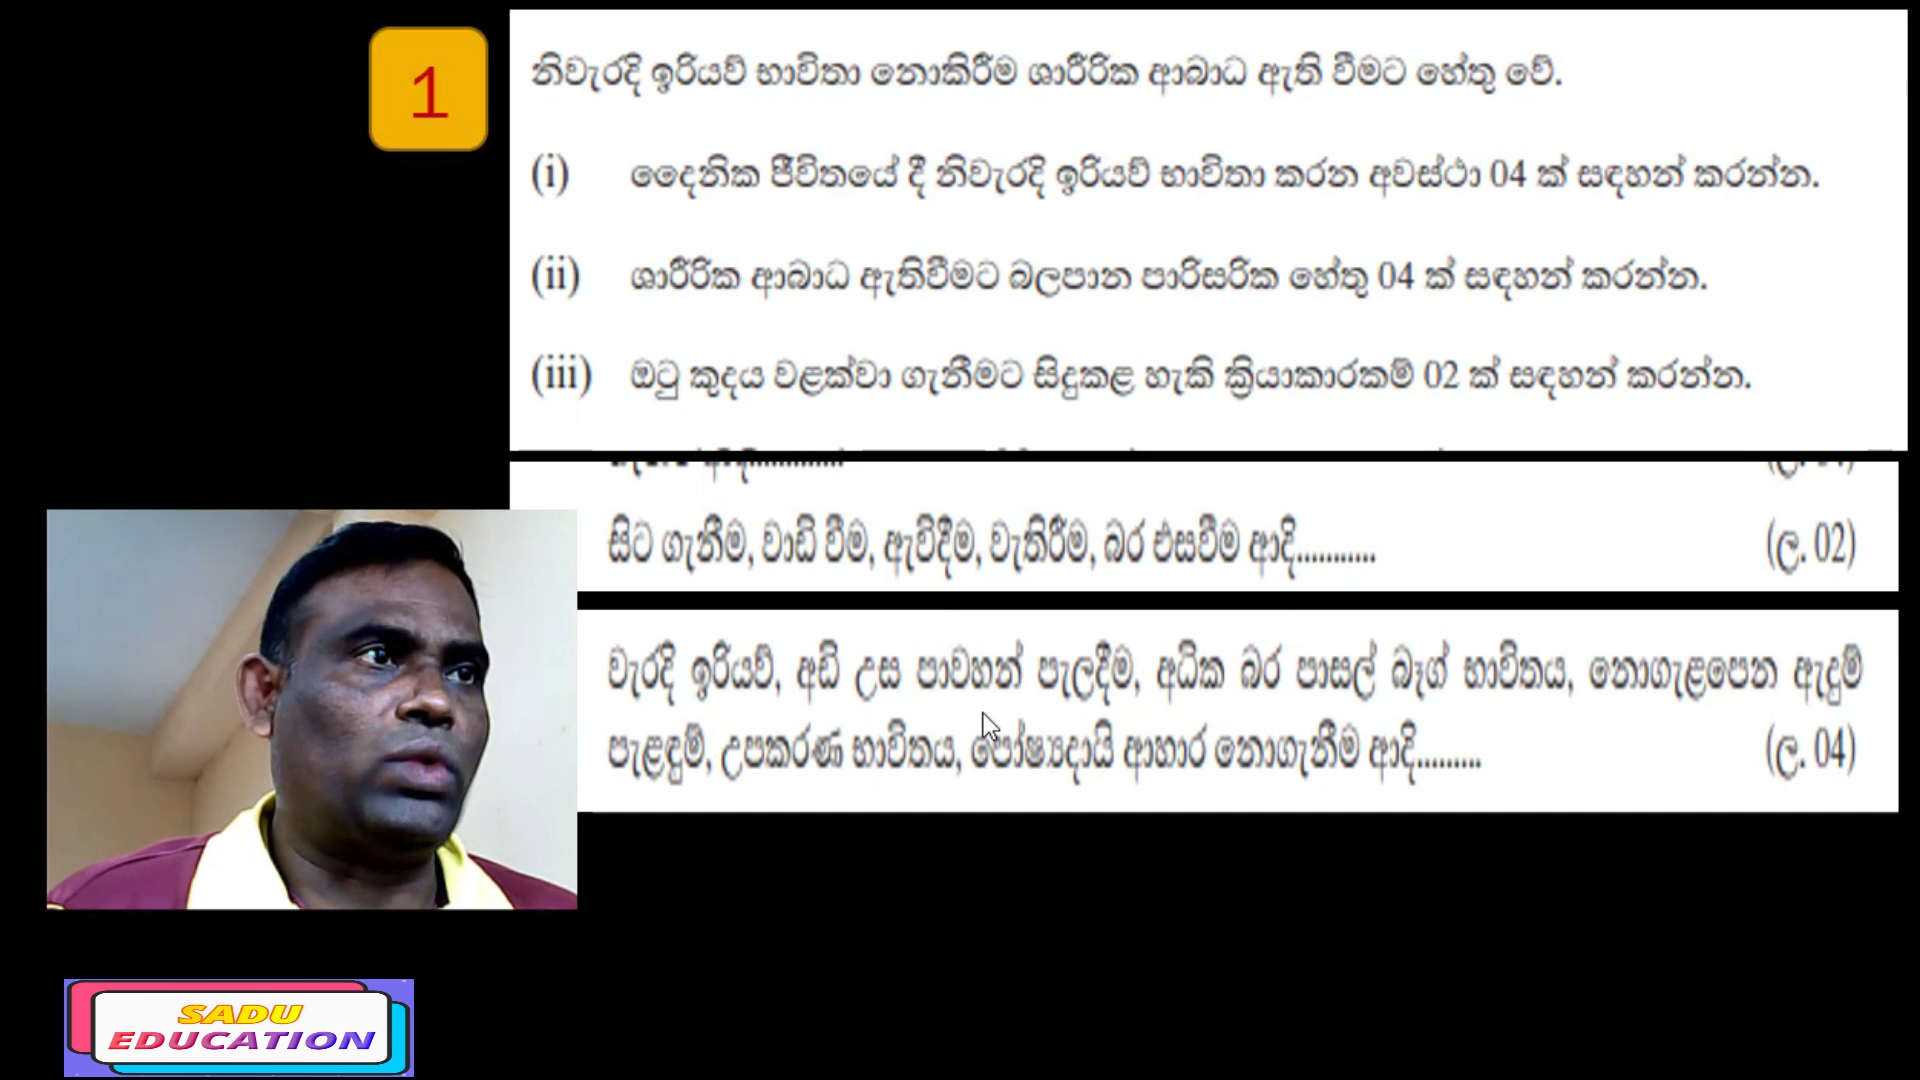 1
නිවැරදි ඉරියව් භාවිතා නොකිරීම ශාරීරික ආබාධ ඇති වීමට හේතු වේ.
(i) දෛනික ජීවිතයේ දී නිවැරදි ඉරියව් භාවිතා කරන අවස්ථා 04 ක් සඳහන් කරන්න.
(ii) ශාරීරික ආබාධ ඇතිවීමට බලපාන පාරිසරික හේතු 04 ක් සඳහන් කරන්න.
(iii) ඔටු කුදය වළක්වා ගැනීමට සිදුකළ හැකි ක්‍රියාකාරකම් 02 ක් සඳහන් කරන්න.
සිට ගැනීම, වාඩි වීම, ඇවිදීම, වැතිරීම, බර එසවීම ආදි........... (ල. 02)
වැරදි ඉරියව්, අඩි උස පාවහන් පැලදීම, අධික බර පාසල් බෑග් භාවිතය, නොගැළපෙන ඇදුම්
පැළඳුම්, උපකරණ භාවිතය, පෝෂ්‍යදායි ආහාර නොගැනීම ආදි......... (ල. 04)
SADU
EDUCATION